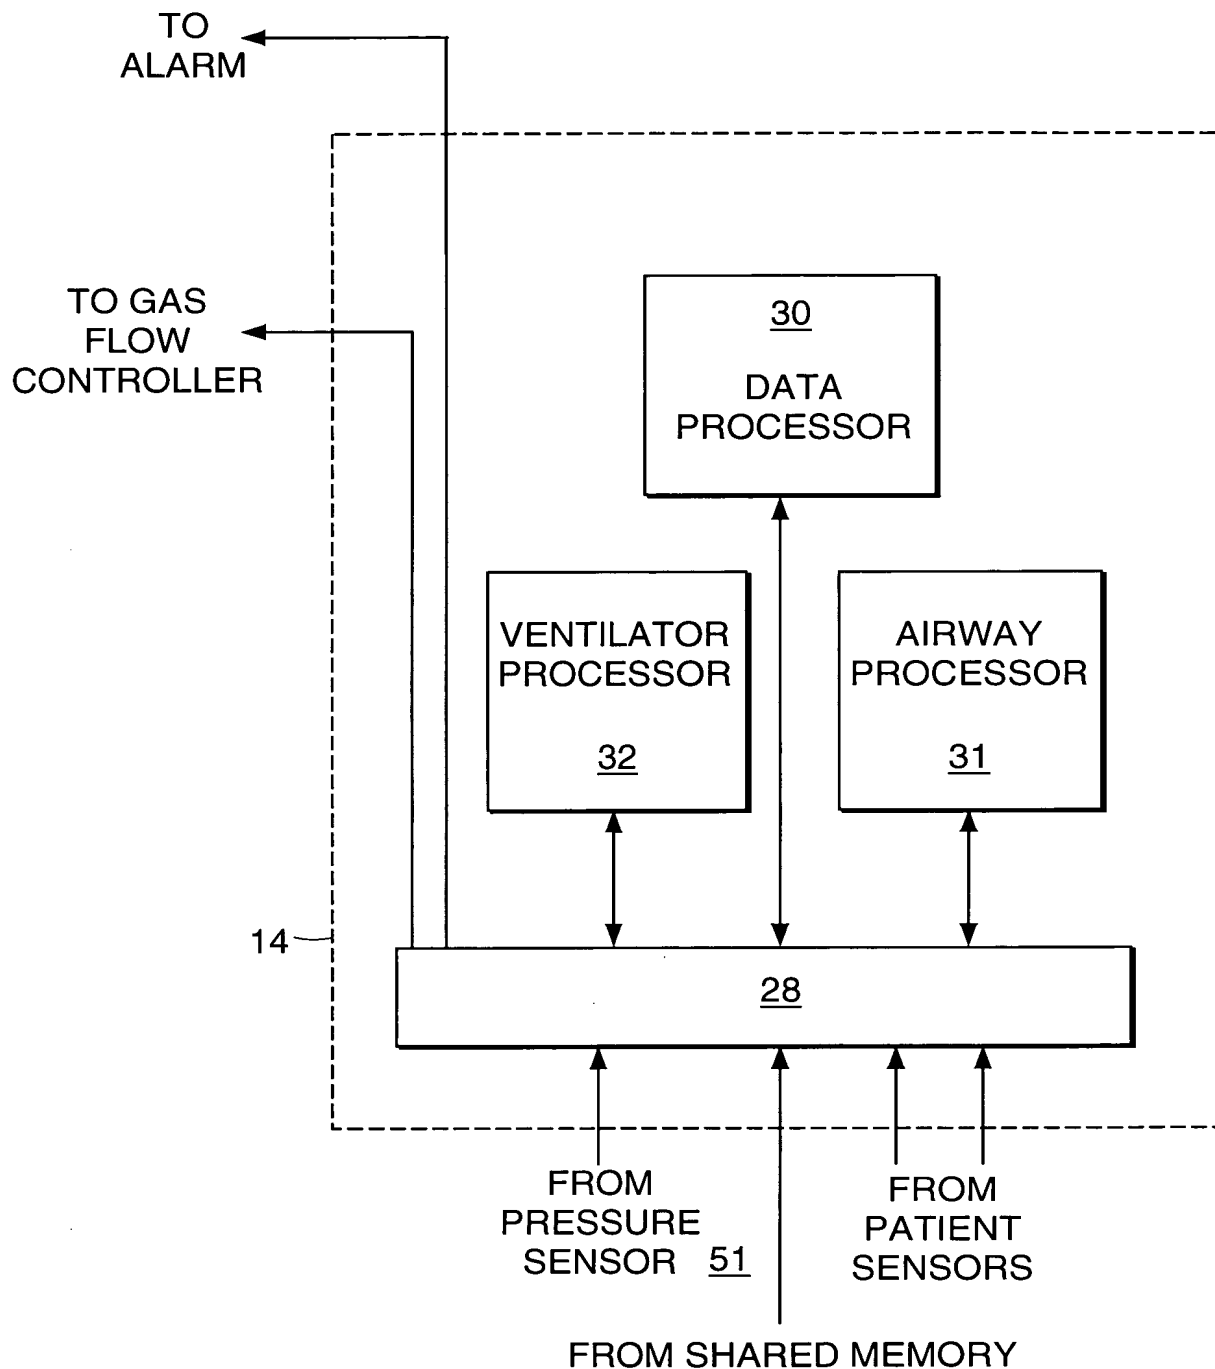 TO
ALARM
TO GAS
FLOW
CONTROLLER
30
DATA
PROCESSOR
VENTILATOR
PROCESSOR
32
AIRWAY
PROCESSOR
31
14
28
FROM
PRESSURE
SENSOR
51
FROM
PATIENT
SENSORS
FROM SHARED MEMORY